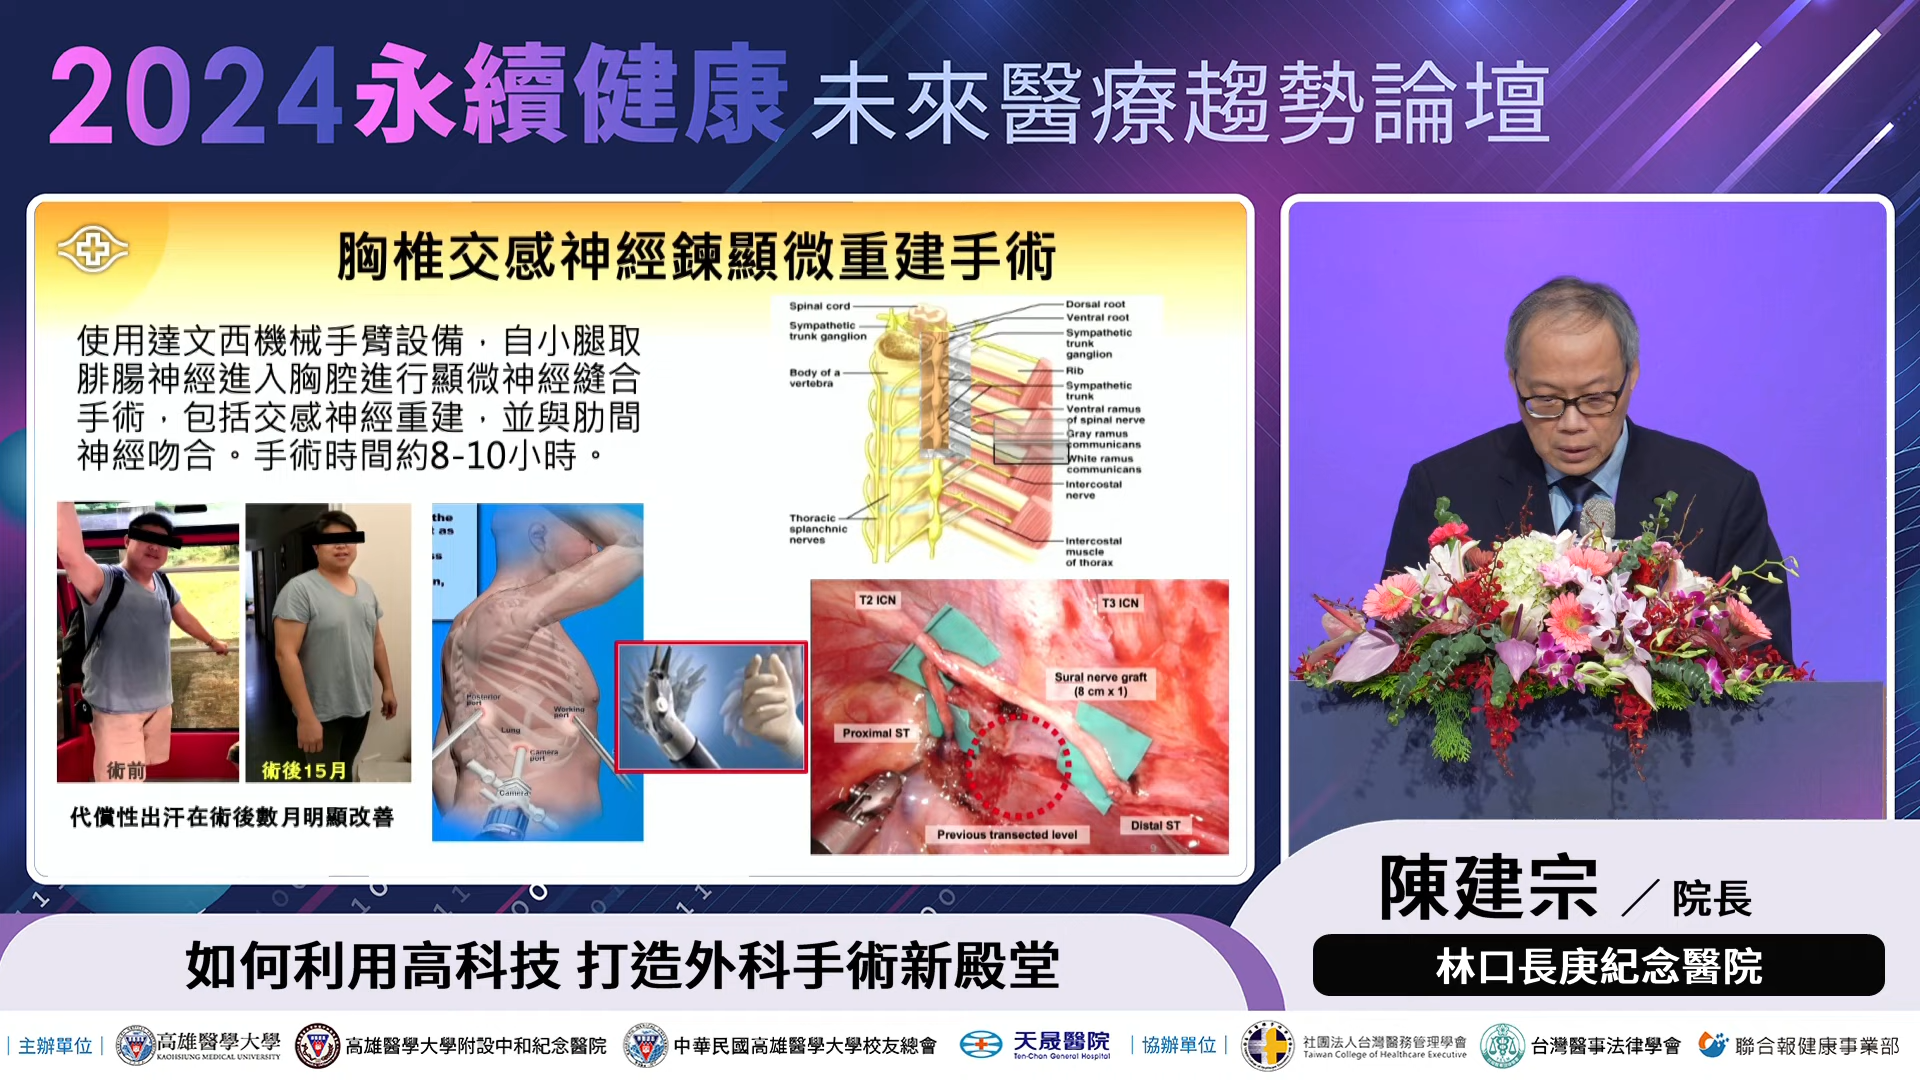 2024永續健康 未來醫療趨勢論壇
胸椎交感神經鍊顯微重建手術
使用達文西機械手臂設備，自小腿取
腓腸神經進入胸腔進行顯微神經縫合
手術，包括交感神經重建，並與肋間
神經吻合。手術時間約8-10小時。
Spinal cord
Sympathetic
trunk ganglion
Body of a
vertebra
Thoracic
splanchnic
nerves
Dorsal root
Ventral root
Sympathetic
trunk
ganglion
Rib
Sympathetic
trunk
Ventral ramus
of spinal nerve
Gray ramus
communicans
White ramus
communicans
Intercostal
nerve
Intercostal
muscle
of thorax
術前
術後15月
代償性出汗在術後數月明顯改善
the
t as
Posterior
port
Working
port
Lung
Camera
port
Camera
T2 ICN
T3 ICN
Sural nerve graft
(8 cm x 1)
Proximal ST
Previous transected level
Distal ST
陳建宗／院長
林口長庚紀念醫院
如何利用高科技 打造外科手術新殿堂
｜主辦單位｜
高雄醫學大學
KAOHSIUNG MEDICAL UNIVERSITY
高雄醫學大學附設中和紀念醫院
中華民國高雄醫學大學校友總會
天晟醫院
Ten-Chan General Hospital
｜協辦單位｜
社團法人台灣醫務管理學會
Taiwan College of Healthcare Executive
台灣醫事法律學會
聯合報健康事業部